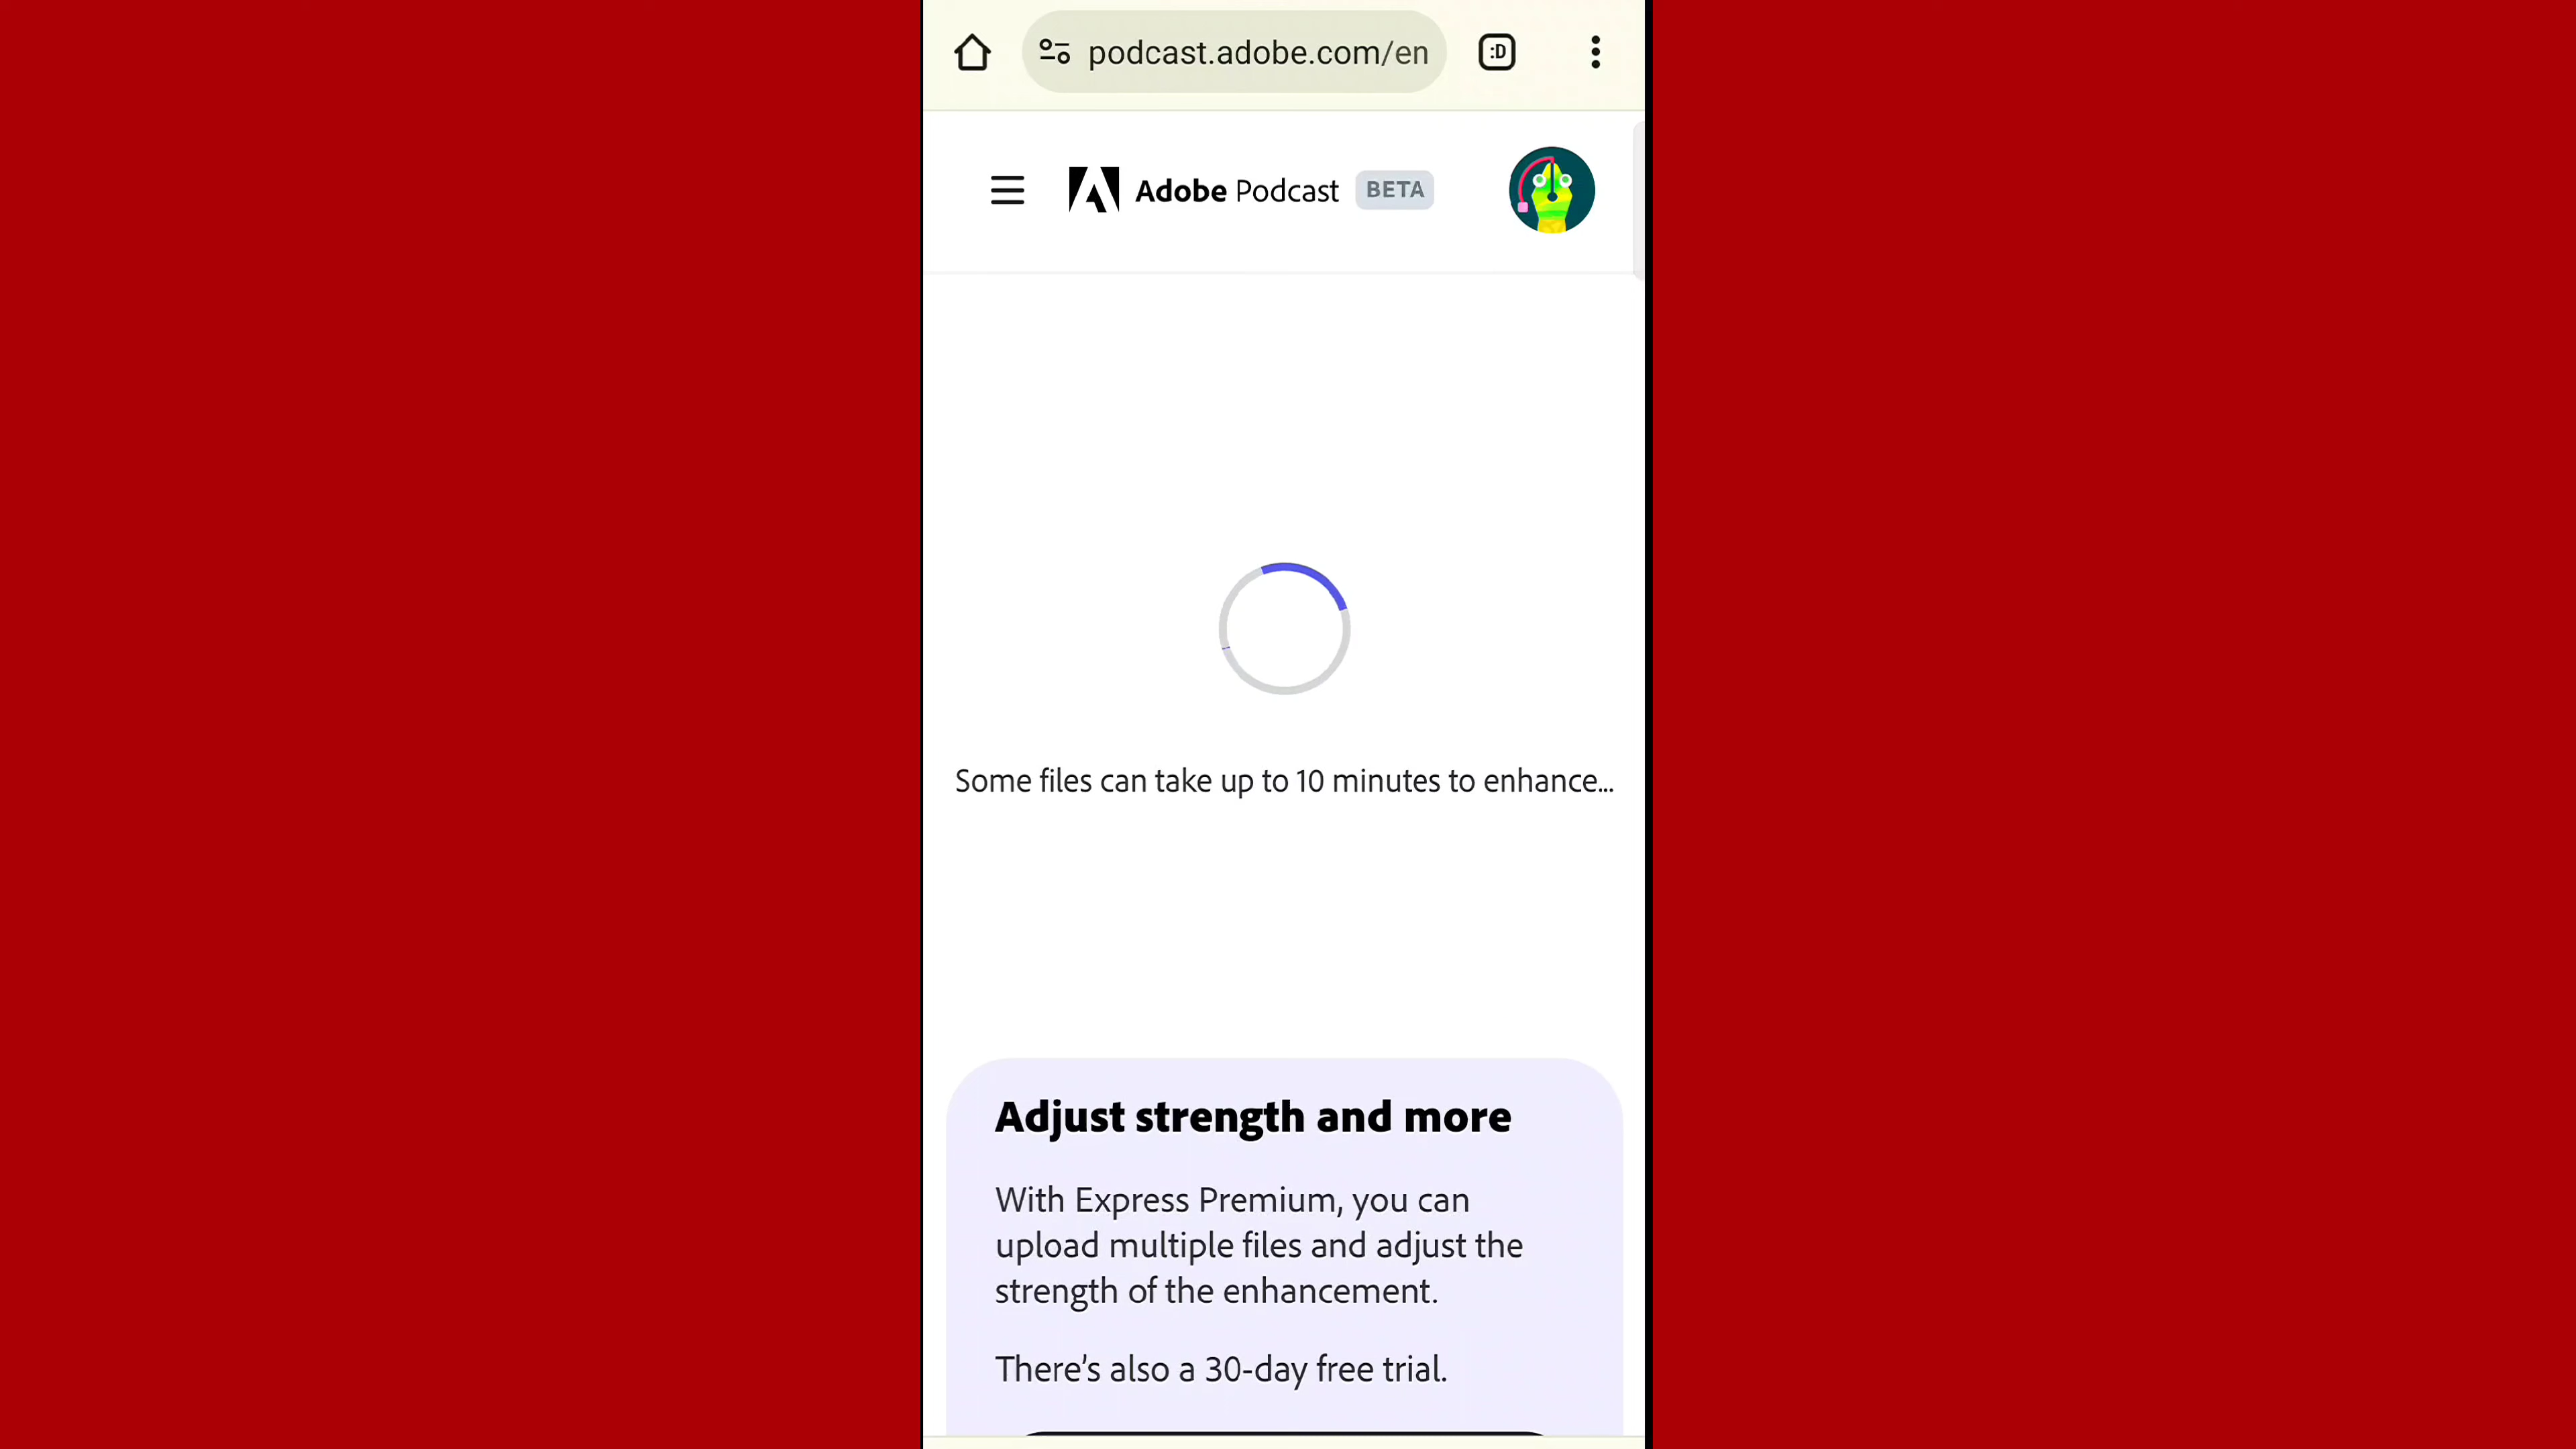 podcast.adobe.com/en
:D
Adobe Podcast BETA
Some files can take up to 10 minutes to enhance...
Adjust strength and more
With Express Premium, you can
upload multiple files and adjust the
strength of the enhancement.
There's also a 30-day free trial.